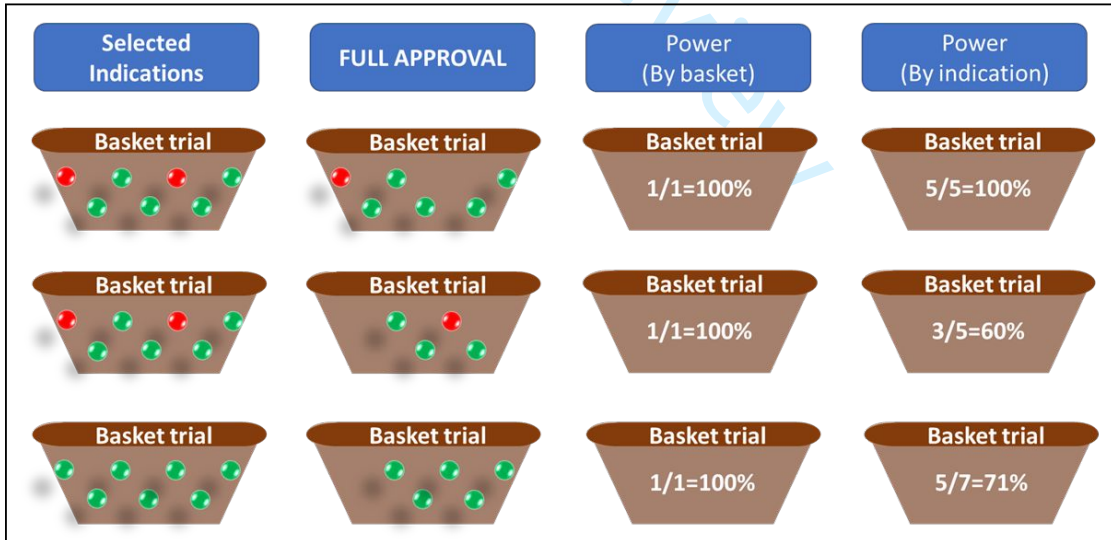 Selected
Indications
FULL APPROVAL
Power
(By basket)
Power
(By indication)
Basket trial
Basket trial
Basket trial
1/1=100%
Basket trial
5/5=100%
Basket trial
Basket trial
Basket trial
1/1=100%
Basket trial
3/5=60%
Basket trial
Basket trial
Basket trial
1/1=100%
Basket trial
5/7=71%